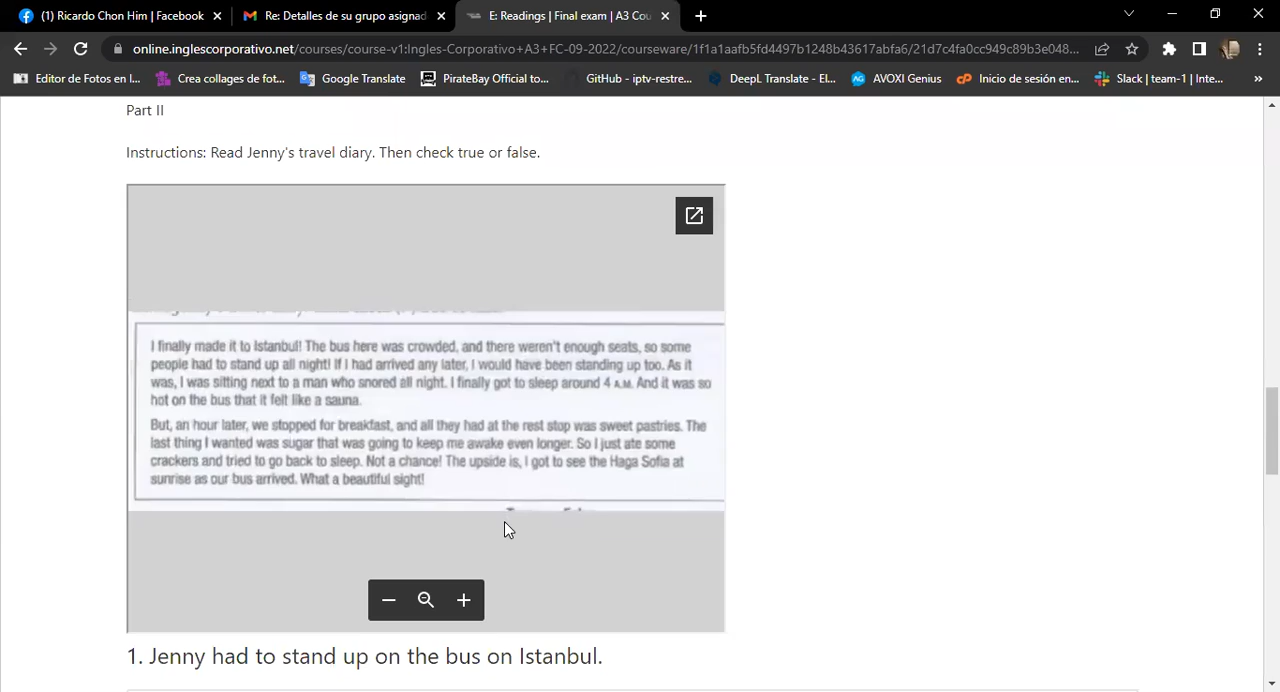 (1) Ricardo Chon Him | Facebook
Re: Detalles de su grupo asignad
E: Readings | Final exam | A3 Cou
online.inglescorporativo.net/courses/course-v1:Ingles-Corporativo+A3+FC-09-2022/courseware/1f1a1aafb5fd4497b1248b43617abfa6/21d7c4fa0cc949c89b3e048...
Editor de Fotos en l...
Crea collages de fot...
Google Translate
PirateBay Official to...
GitHub - iptv-restre...
DeepL Translate - El...
AVOXI Genius
Inicio de sesión en...
Slack | team-1 | Inte...
Part II
Instructions: Read Jenny's travel diary. Then check true or false.
I finally made it to Istanbul! The bus here was crowded, and there weren't enough seats, so some
people had to stand up all night! If I had arrived any later, I would have been standing up too. As it
was, I was sitting next to a man who snored all night. I finally got to sleep around 4 A.M. And it was so
hot on the bus that it felt like a sauna.
But, an hour later, we stopped for breakfast, and all they had at the rest stop was sweet pastries. The
last thing I wanted was sugar that was going to keep me awake even longer. So I just ate some
crackers and tried to go back to sleep. Not a chance! The upside is, I got to see the Haga Sofia at
sunrise as our bus arrived. What a beautiful sight!
1. Jenny had to stand up on the bus on Istanbul.